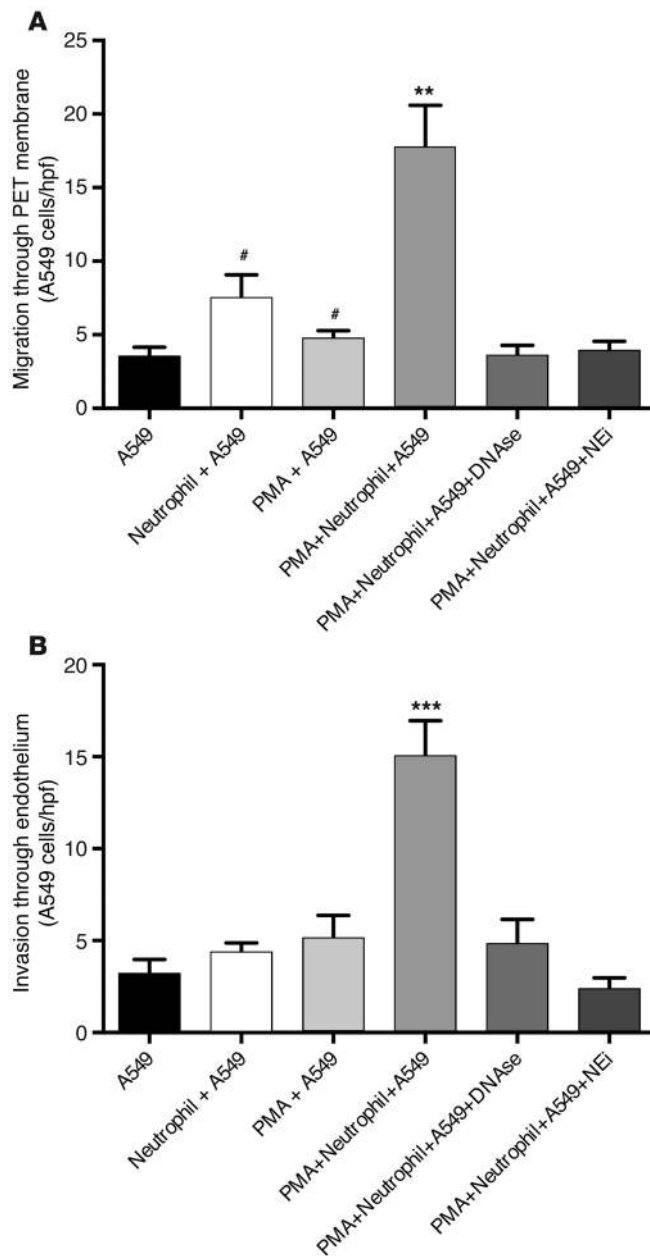 A
Migration through PET membrane
(A549 cells/hpf)
25
20
15
10
5
0
#
#
**
A549
Neutrophil + A549
PMA + A549
PMA+Neutrophil+A549
PMA+Neutrophil+A549+DNAse
PMA+Neutrophil+A549+NEi
B
Invasion through endothelium
(A549 cells/hpf)
20
15
10
5
0
***
A549
Neutrophil + A549
PMA + A549
PMA+Neutrophil+A549
PMA+Neutrophil+A549+DNAse
PMA+Neutrophil+A549+NEi